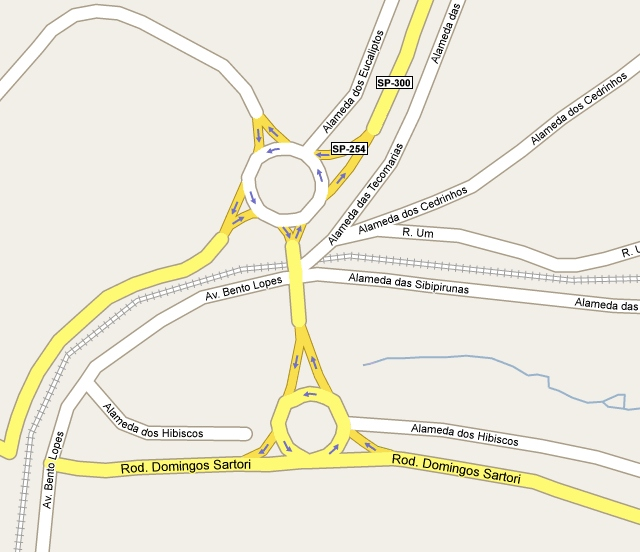 Alameda das
Alameda dos Eucaliptos
SP-300
Alameda dos Cedrinhos
SP-254
Alameda das Tecomarias
Alameda dos Cedrinhos
R. Um
R. U
Av. Bento Lopes
Alameda das Sibipirunas
Alameda das
Alameda dos Hibiscos
Alameda dos Hibiscos
Av. Bento Lopes
Rod. Domingos Sartori
Rod. Domingos Sartori